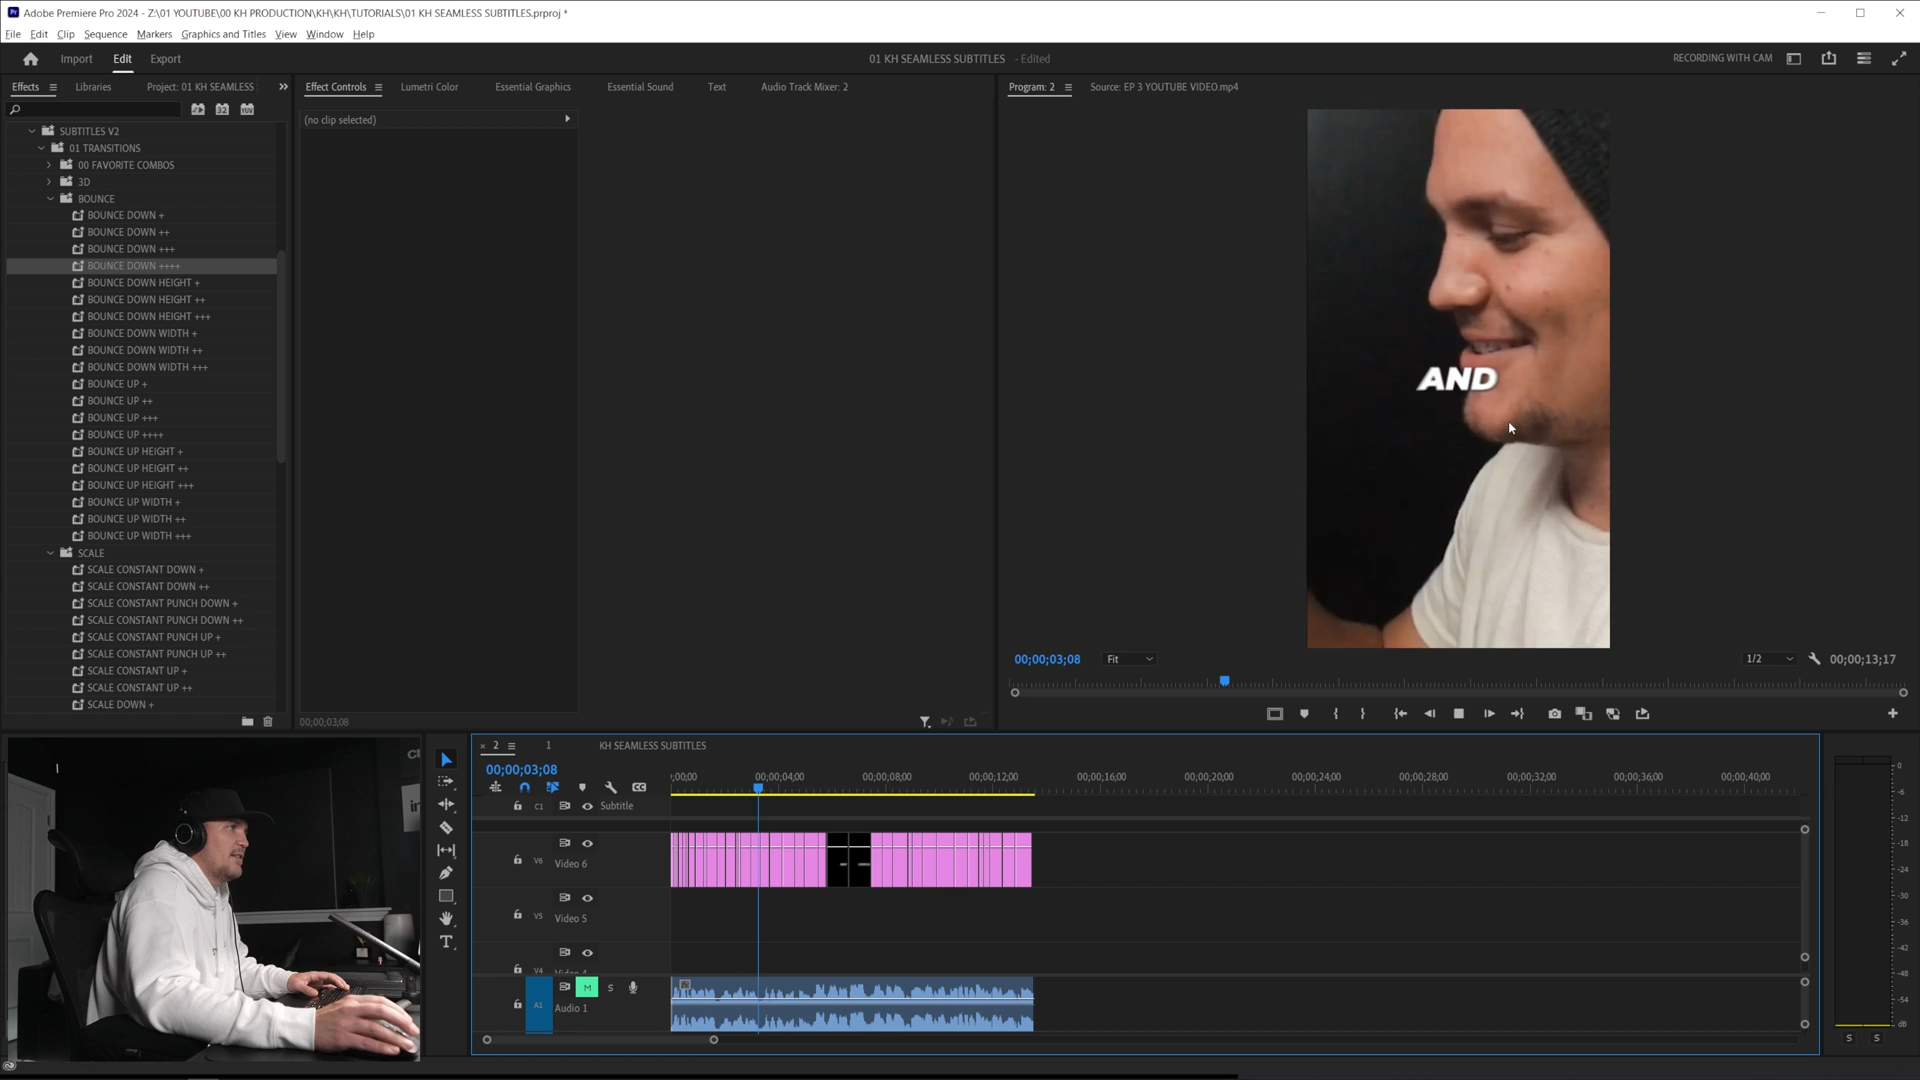 Adobe Premiere Pro 2024 - Z:\01 YOUTUBE\00 KH PRODUCTION\KH\KH\TUTORIALS\01 KH SEAMLESS SUBTITLES.prproj *
File Edit Clip Sequence Markers Graphics and Titles View Window Help
Import Edit Export
01 KH SEAMLESS SUBTITLES - Edited
RECORDING WITH CAM
Effects Libraries Project: 01 KH SEAMLESS
Effect Controls Lumetri Color Essential Graphics Essential Sound Text Audio Track Mixer: 2
Program: 2 Source: EP 3 YOUTUBE VIDEO.mp4
(no clip selected)
SUBTITLES V2
01 TRANSITIONS
00 FAVORITE COMBOS
3D
BOUNCE
BOUNCE DOWN +
BOUNCE DOWN ++
BOUNCE DOWN +++
BOUNCE DOWN ++++
BOUNCE DOWN HEIGHT +
BOUNCE DOWN HEIGHT ++
BOUNCE DOWN HEIGHT +++
BOUNCE DOWN WIDTH +
BOUNCE DOWN WIDTH ++
BOUNCE DOWN WIDTH +++
BOUNCE UP +
BOUNCE UP ++
BOUNCE UP +++
BOUNCE UP ++++
BOUNCE UP HEIGHT +
BOUNCE UP HEIGHT ++
BOUNCE UP HEIGHT +++
BOUNCE UP WIDTH +
BOUNCE UP WIDTH ++
BOUNCE UP WIDTH +++
SCALE
SCALE CONSTANT DOWN +
SCALE CONSTANT DOWN ++
SCALE CONSTANT PUNCH DOWN +
SCALE CONSTANT PUNCH DOWN ++
SCALE CONSTANT PUNCH UP +
SCALE CONSTANT PUNCH UP ++
SCALE CONSTANT UP +
SCALE CONSTANT UP ++
SCALE DOWN +
00;00;03;08
AND
00;00;03;08 Fit 1/2 00;00;13;17
2 1 KH SEAMLESS SUBTITLES
00;00;03;08
;00;00 00;00;04;00 00;00;08;00 00;00;12;00 00;00;16;00 00;00;20;00 00;00;24;00 00;00;28;00 00;00;32;00 00;00;36;00 00;00;40;00
C1 Subtitle
V6 Video 6
V5 Video 5
V4
A1 M S
Audio 1
0
-6
-12
-18
-24
-30
-36
-42
-48
-54
dB
S S